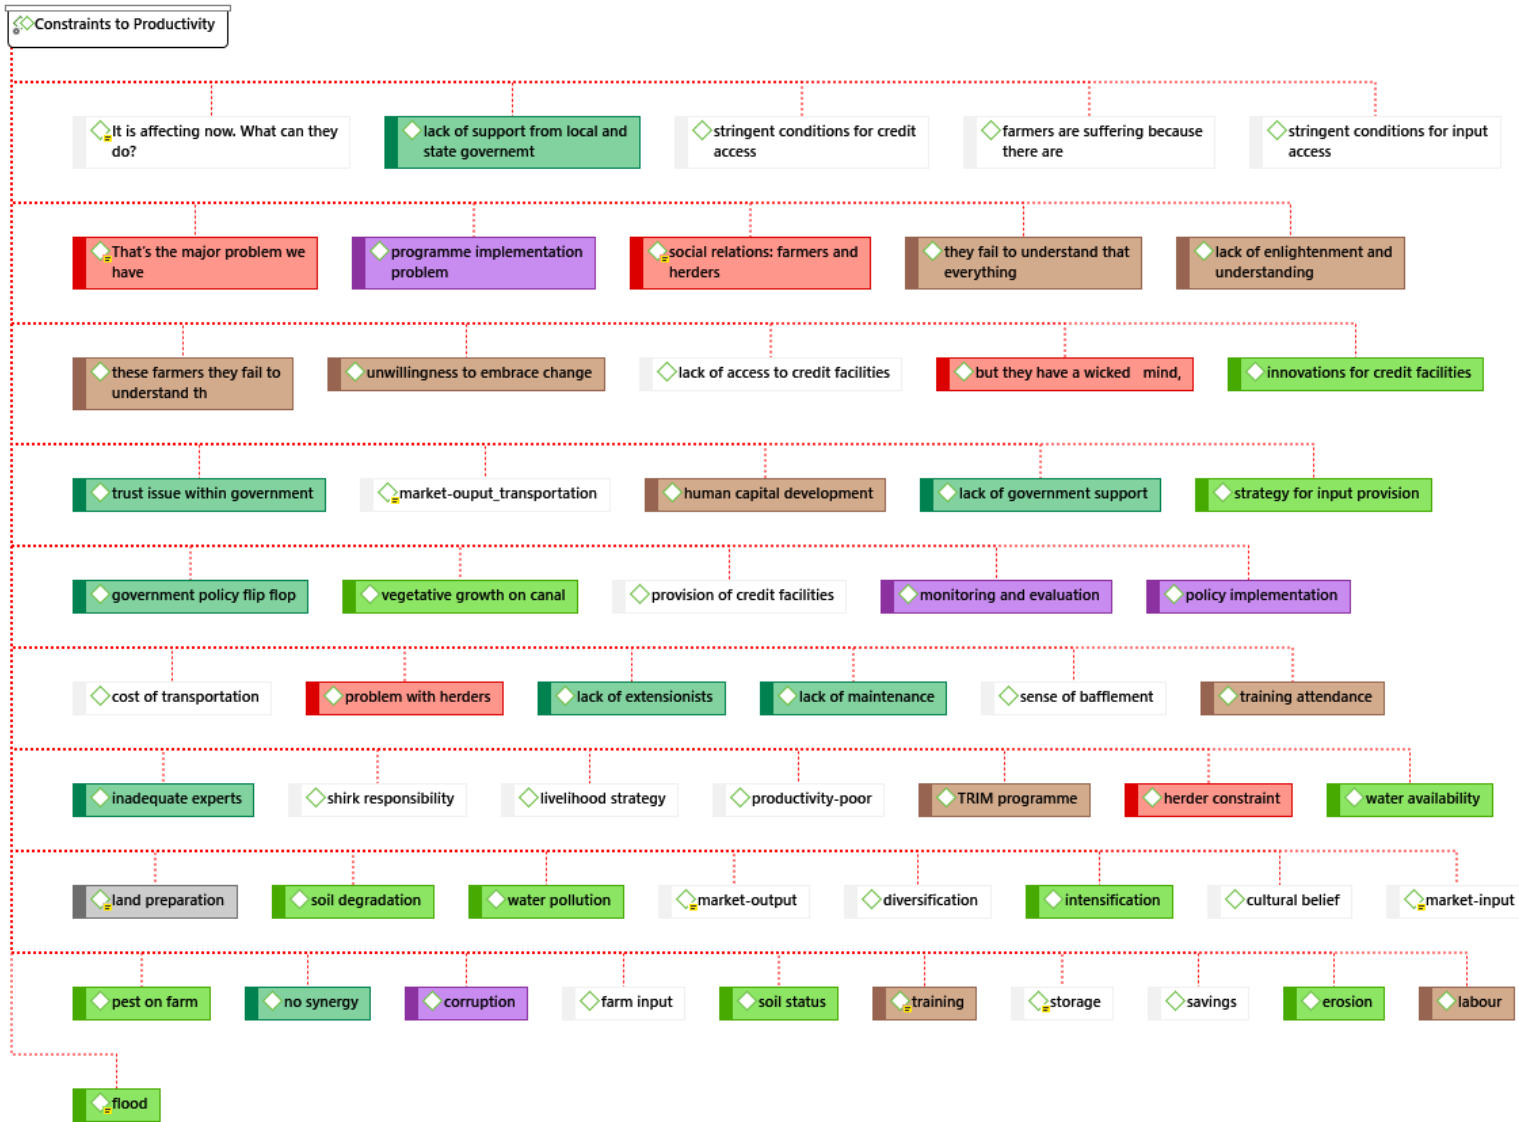 Constraints to Productivity
It is affecting now. What can they
do?
lack of support from local and
state governemt
stringent conditions for credit
access
farmers are suffering because
there are
stringent conditions for input
access
That's the major problem we
have
programme implementation
problem
social relations: farmers and
herders
they fail to understand that
everything
lack of enlightenment and
understanding
these farmers they fail to
understand th
unwillingness to embrace change
lack of access to credit facilities
but they have a wicked mind,
innovations for credit facilities
trust issue within government
market-ouput_transportation
human capital development
lack of government support
strategy for input provision
government policy flip flop
vegetative growth on canal
provision of credit facilities
monitoring and evaluation
policy implementation
cost of transportation
problem with herders
lack of extensionists
lack of maintenance
sense of bafflement
training attendance
inadequate experts
shirk responsibility
livelihood strategy
productivity-poor
TRIM programme
herder constraint
water availability
land preparation
soil degradation
water pollution
market-output
diversification
intensification
cultural belief
market-input
pest on farm
no synergy
corruption
farm input
soil status
training
storage
savings
erosion
labour
flood